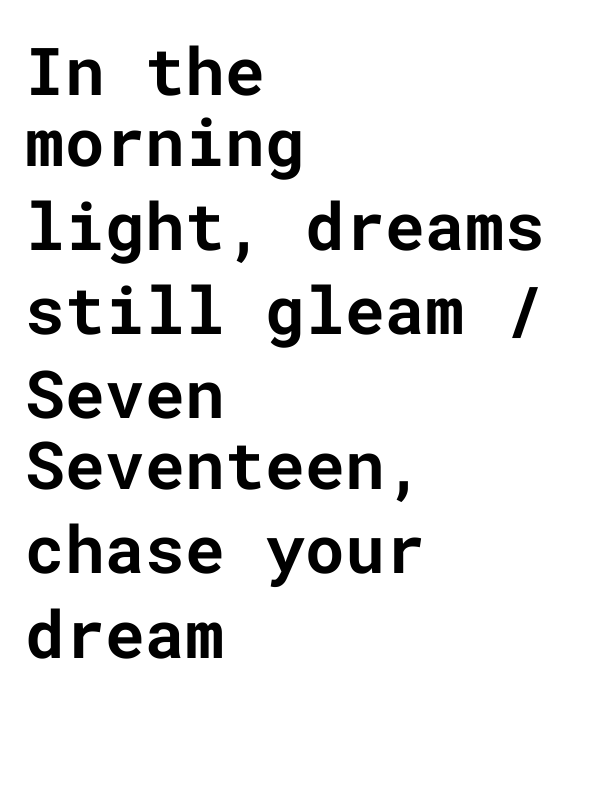 In the
morning
light, dreams
still gleam /
Seven
Seventeen,
chase your
dream